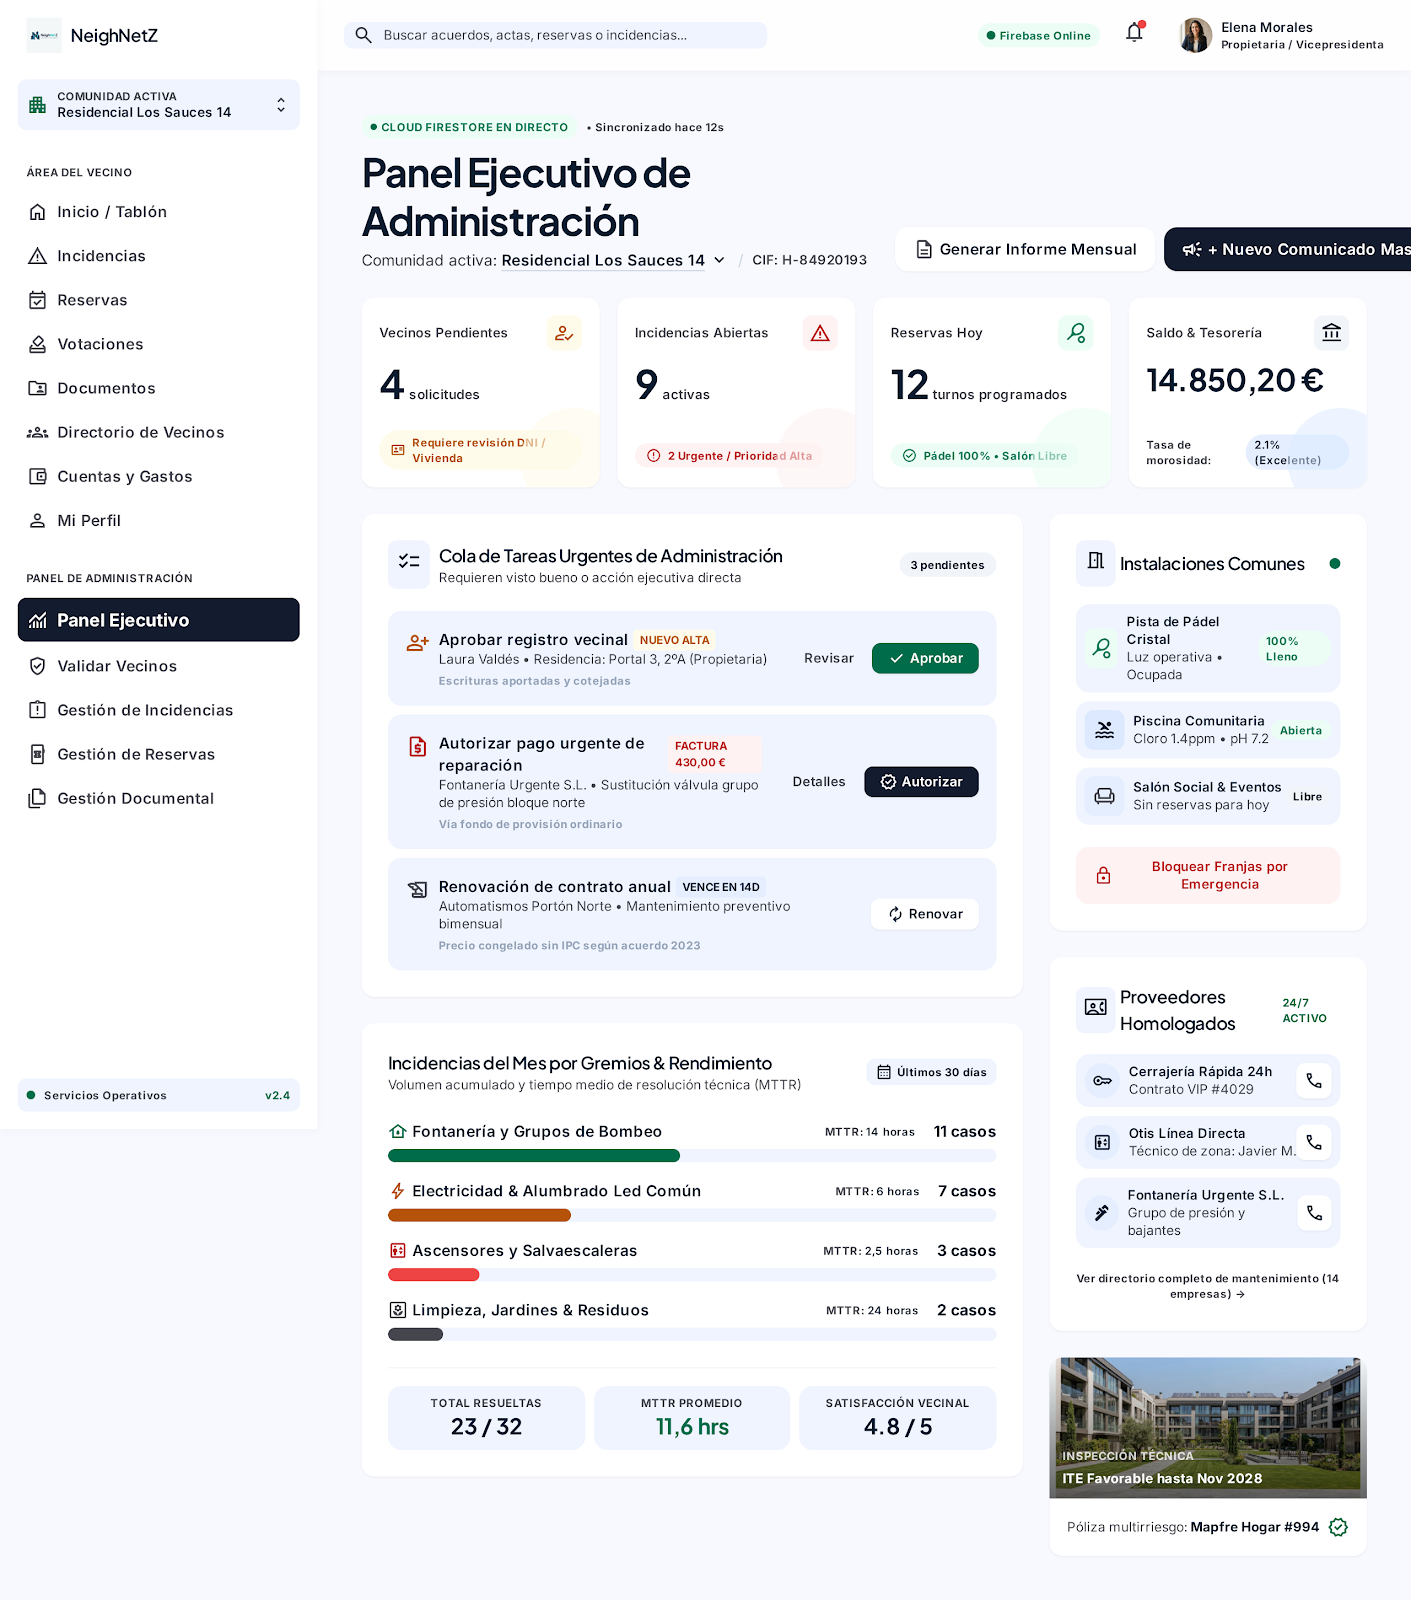 NeighNetZ
COMUNIDAD ACTIVA
Residencial Los Sauces 14
ÁREA DEL VECINO
Inicio / Tablón
Incidencias
Reservas
Votaciones
Documentos
Directorio de Vecinos
Cuentas y Gastos
Mi Perfil
PANEL DE ADMINISTRACIÓN
Panel Ejecutivo
Validar Vecinos
Gestión de Incidencias
Gestión de Reservas
Gestión Documental
Servicios Operativos
v2.4
Buscar acuerdos, actas, reservas o incidencias...
Firebase Online
Elena Morales
Propietaria / Vicepresidenta
CLOUD FIRESTORE EN DIRECTO
• Sincronizado hace 12s
Panel Ejecutivo de
Administración
Comunidad activa: Residencial Los Sauces 14 / CIF: H-84920193
Generar Informe Mensual
+ Nuevo Comunicado Mas
Vecinos Pendientes
4 solicitudes
Requiere revisión DNI /
Vivienda
Incidencias Abiertas
9 activas
2 Urgente / Prioridad Alta
Reservas Hoy
12 turnos programados
Pádel 100% • Salón Libre
Saldo & Tesorería
14.850,20 €
Tasa de
morosidad:
2.1%
(Excelente)
Cola de Tareas Urgentes de Administración
Requieren visto bueno o acción ejecutiva directa
3 pendientes
Aprobar registro vecinal NUEVO ALTA
Laura Valdés • Residencia: Portal 3, 2ºA (Propietaria)
Escrituras aportadas y cotejadas
Revisar
Aprobar
Autorizar pago urgente de
reparación
FACTURA
430,00 €
Fontanería Urgente S.L. • Sustitución válvula grupo
de presión bloque norte
Vía fondo de provisión ordinario
Detalles
Autorizar
Renovación de contrato anual VENCE EN 14D
Automatismos Portón Norte • Mantenimiento preventivo
bimensual
Precio congelado sin IPC según acuerdo 2023
Renovar
Incidencias del Mes por Gremios & Rendimiento
Volumen acumulado y tiempo medio de resolución técnica (MTTR)
Últimos 30 días
Fontanería y Grupos de Bombeo MTTR: 14 horas 11 casos
Electricidad & Alumbrado Led Común MTTR: 6 horas 7 casos
Ascensores y Salvaescaleras MTTR: 2,5 horas 3 casos
Limpieza, Jardines & Residuos MTTR: 24 horas 2 casos
TOTAL RESUELTAS
23 / 32
MTTR PROMEDIO
11,6 hrs
SATISFACCIÓN VECINAL
4.8 / 5
Instalaciones Comunes
Pista de Pádel
Cristal
Luz operativa •
Ocupada
100%
Lleno
Piscina Comunitaria
Cloro 1.4ppm • pH 7.2
Abierta
Salón Social & Eventos
Sin reservas para hoy
Libre
Bloquear Franjas por
Emergencia
Proveedores
Homologados
24/7
ACTIVO
Cerrajería Rápida 24h
Contrato VIP #4029
Otis Línea Directa
Técnico de zona: Javier M.
Fontanería Urgente S.L.
Grupo de presión y
bajantes
Ver directorio completo de mantenimiento (14
empresas) →
INSPECCIÓN TÉCNICA
ITE Favorable hasta Nov 2028
Póliza multirriesgo: Mapfre Hogar #994